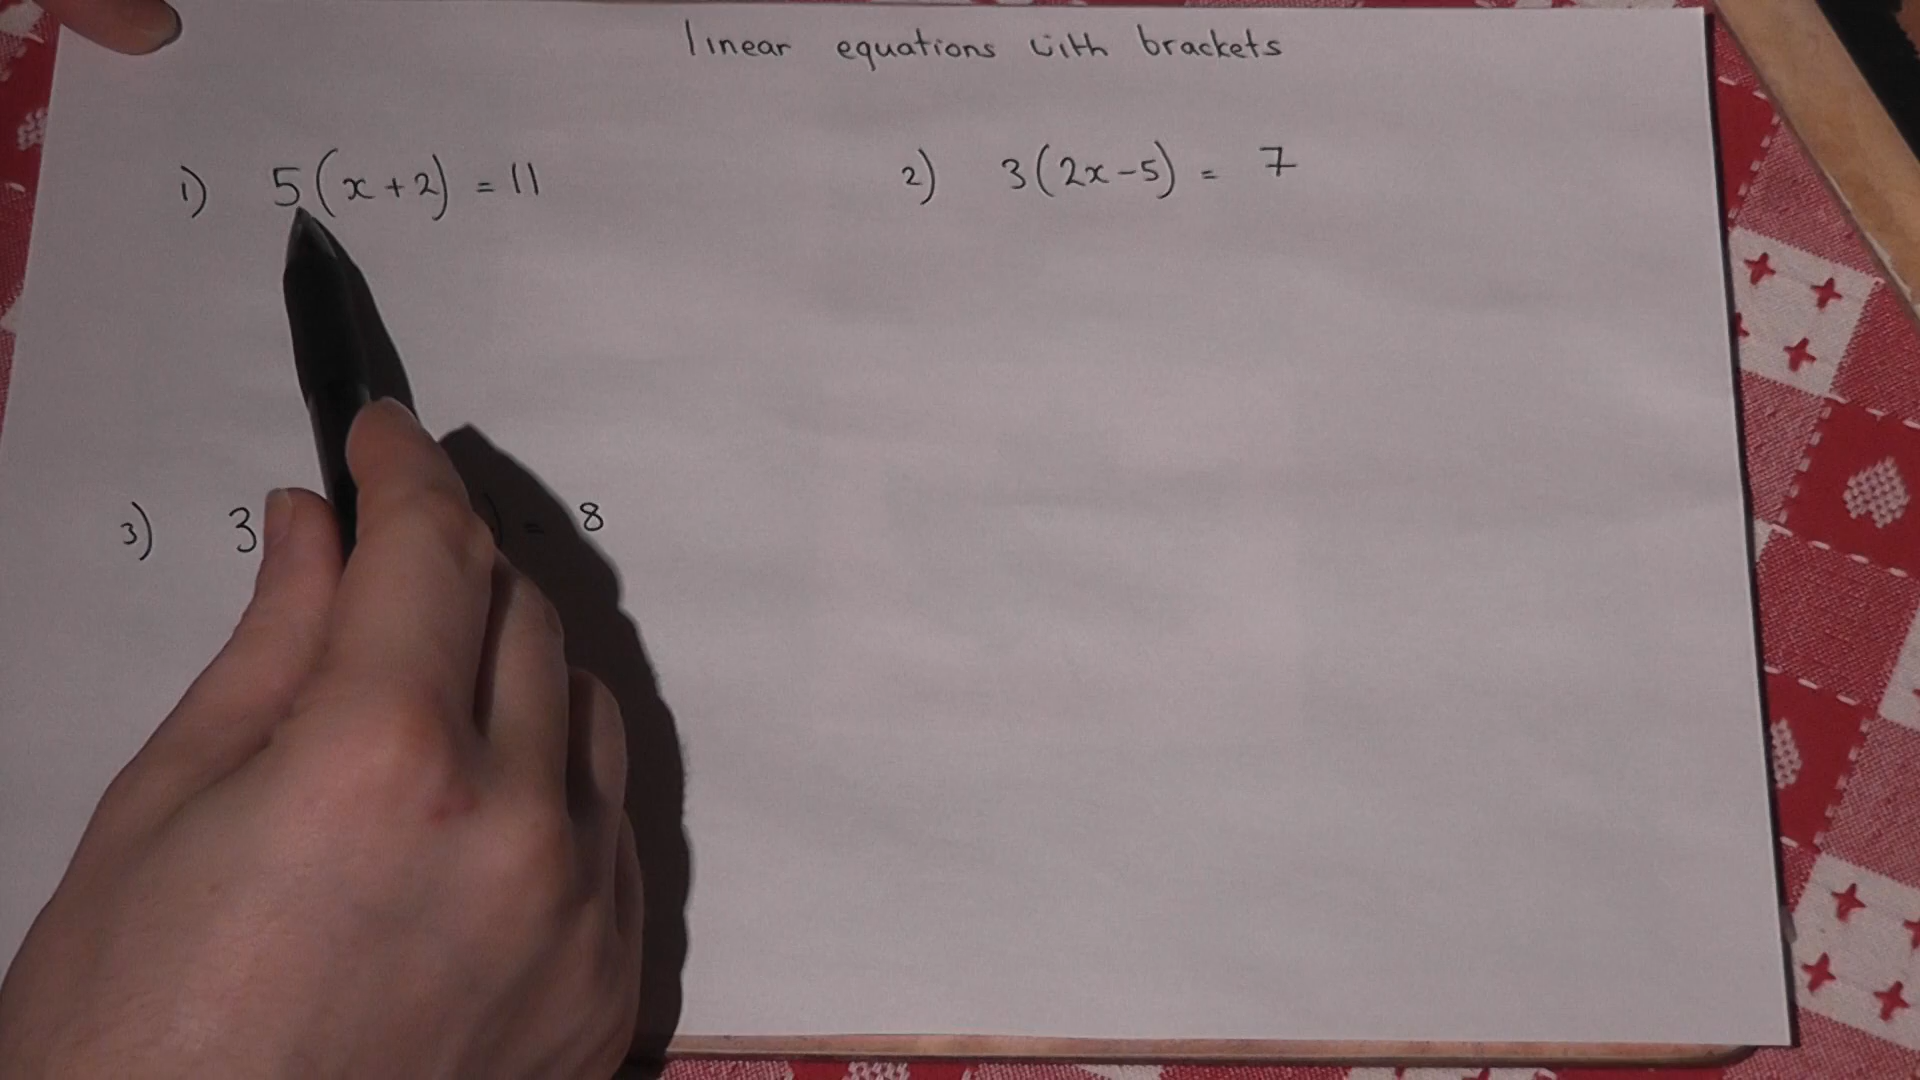 linear equations with brackets
1) 5(x+2) = 11
2) 3(2x-5) = 7
3) 3 ) = 8